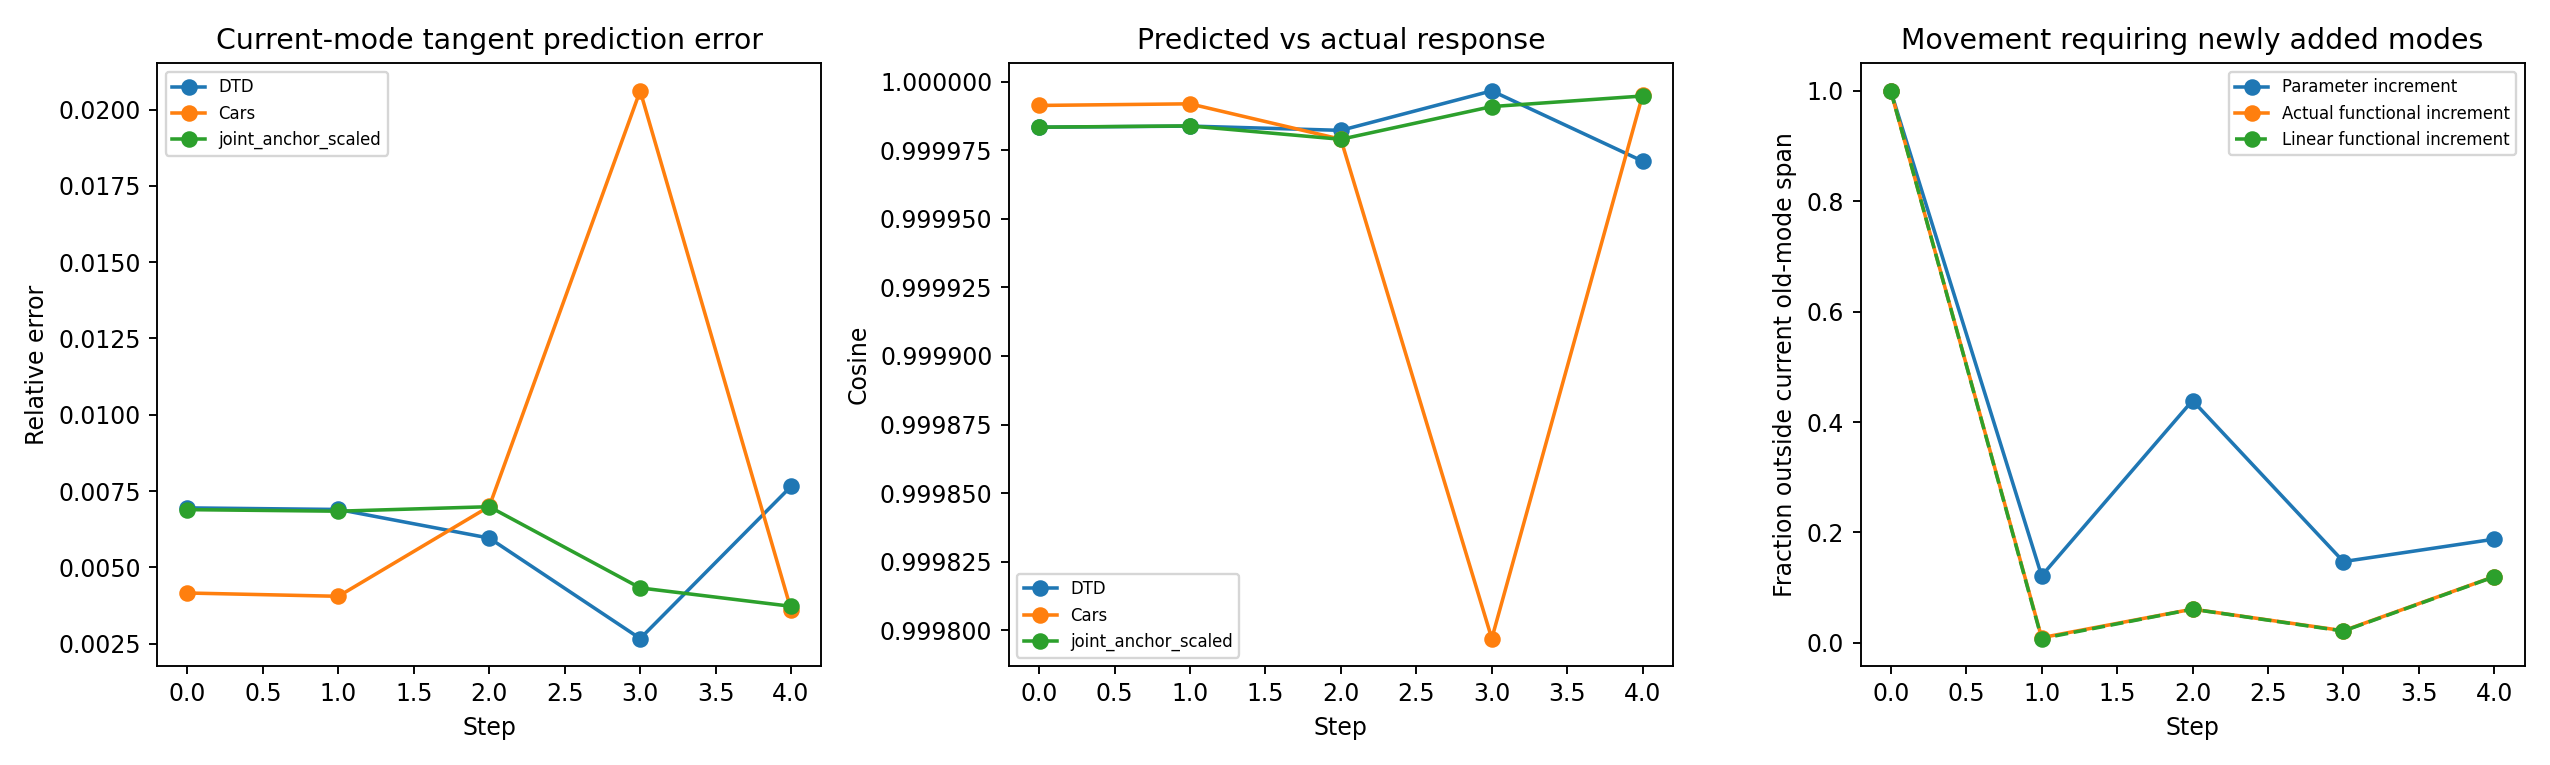 Current-mode tangent prediction error
DTD
Cars
joint_anchor_scaled
Relative error
0.0200
0.0175
0.0150
0.0125
0.0100
0.0075
0.0050
0.0025
0.0 0.5 1.0 1.5 2.0 2.5 3.0 3.5 4.0
Step
Predicted vs actual response
Cosine
1.000000
0.999975
0.999950
0.999925
0.999900
0.999875
0.999850
0.999825
0.999800
DTD
Cars
joint_anchor_scaled
0.0 0.5 1.0 1.5 2.0 2.5 3.0 3.5 4.0
Step
Movement requiring newly added modes
Parameter increment
Actual functional increment
Linear functional increment
Fraction outside current old-mode span
1.0
0.8
0.6
0.4
0.2
0.0
0.0 0.5 1.0 1.5 2.0 2.5 3.0 3.5 4.0
Step